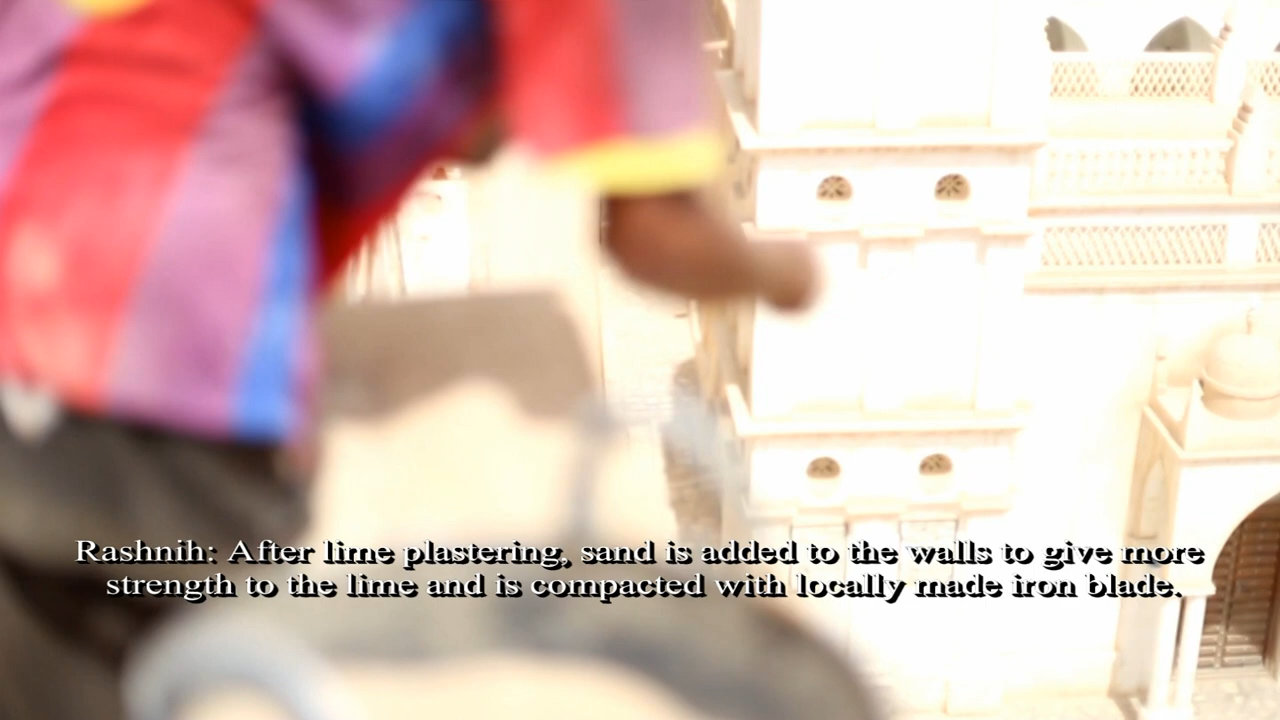 Rashnih: After lime plastering, sand is added to the walls to give more
strength to the lime and is compacted with locally made iron blade.